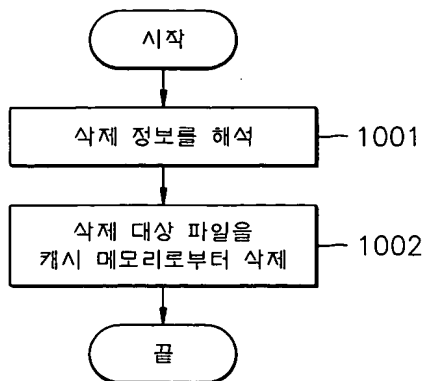 시작
삭제 정보를 해석
1001
삭제 대상 파일을
캐시 메모리로부터 삭제
1002
끝